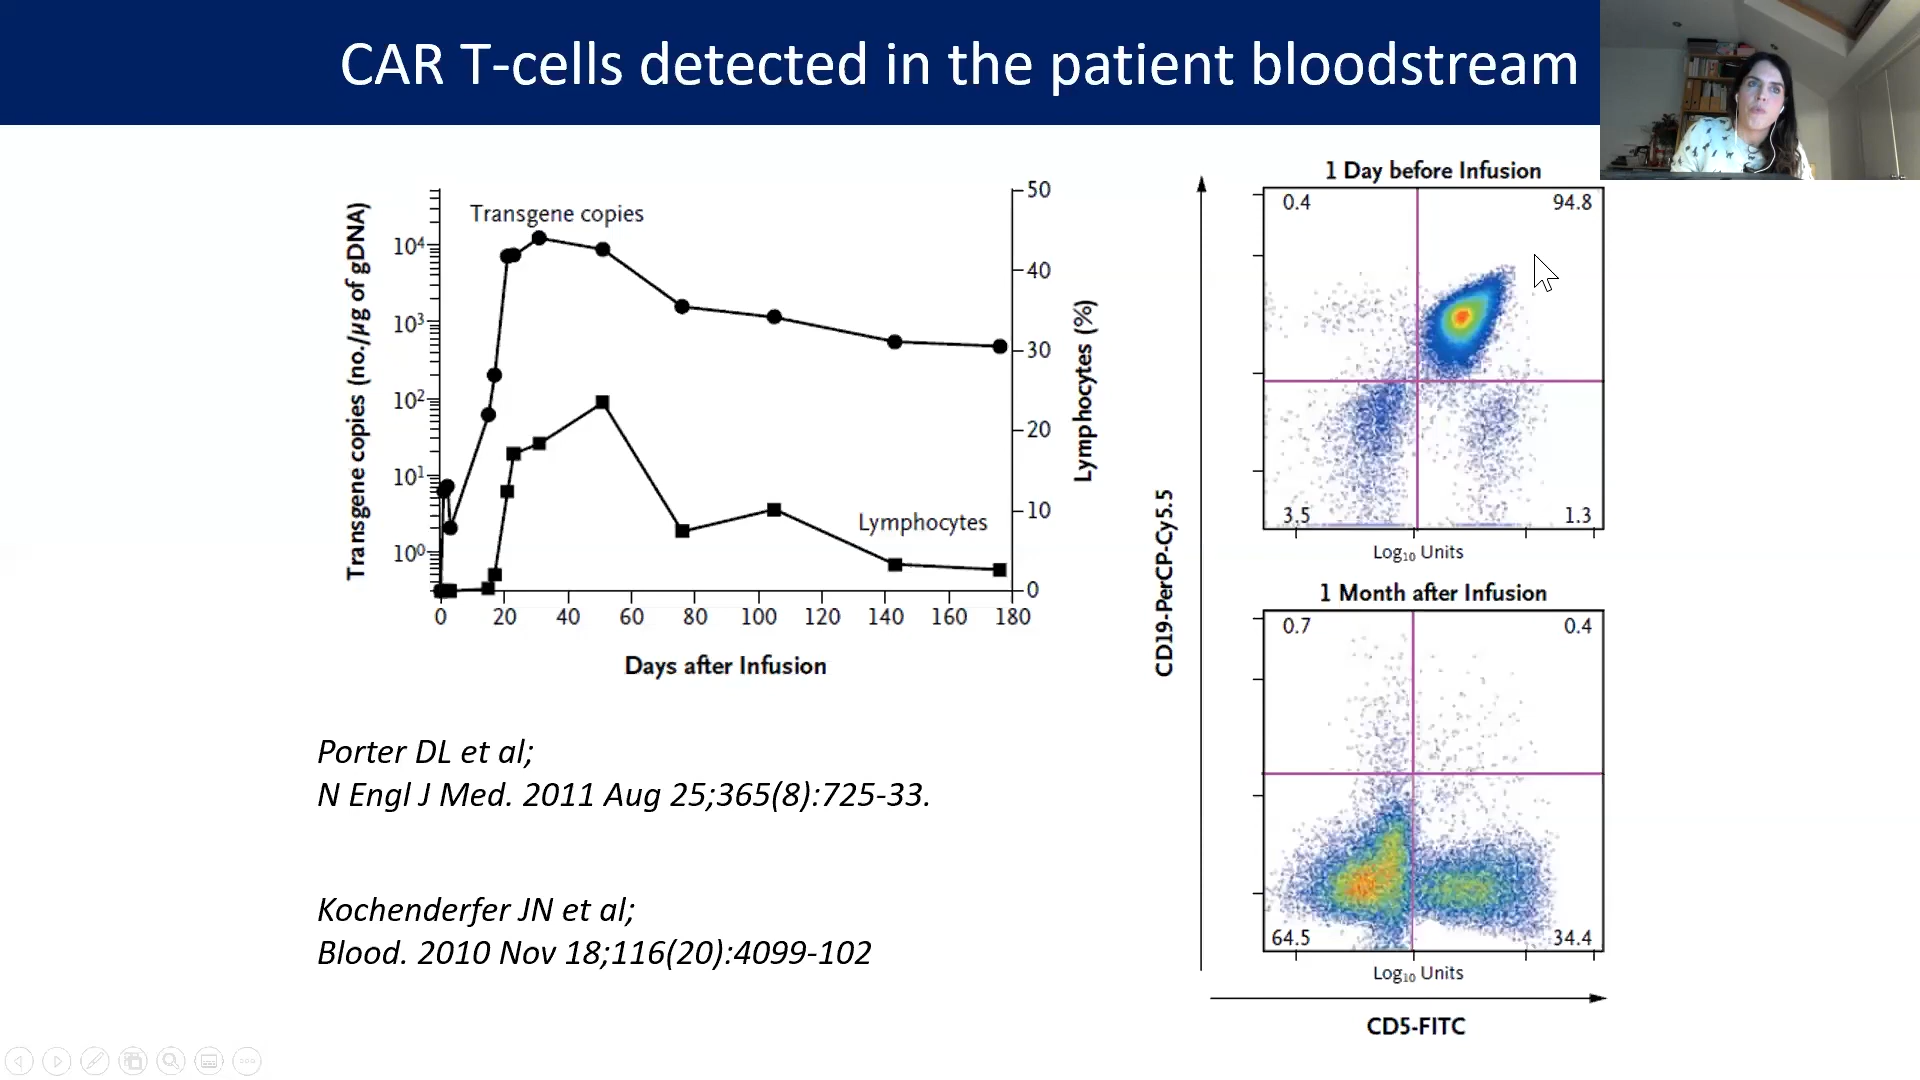 CAR T-cells detected in the patient bloodstream
Transgene copies (no./µg of gDNA)
10⁴
10³
10²
10¹
10⁰
Transgene copies
Lymphocytes
50
40
30
20
10
0
Lymphocytes (%)
0 20 40 60 80 100 120 140 160 180
Days after Infusion
Porter DL et al;
N Engl J Med. 2011 Aug 25;365(8):725-33.
Kochenderfer JN et al;
Blood. 2010 Nov 18;116(20):4099-102
CD19-PerCP-Cy5.5
1 Day before Infusion
0.4 94.8
3.5 1.3
Log₁₀ Units
1 Month after Infusion
0.7 0.4
64.5 34.4
Log₁₀ Units
CD5-FITC